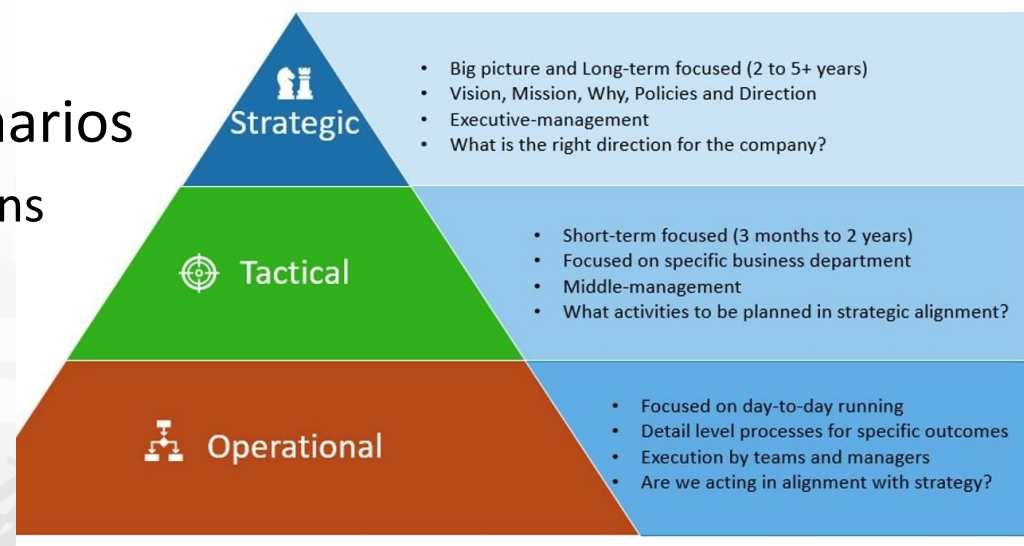 arios
ns
Strategic
• Big picture and Long-term focused (2 to 5+ years)
• Vision, Mission, Why, Policies and Direction
• Executive-management
• What is the right direction for the company?
Tactical
• Short-term focused (3 months to 2 years)
• Focused on specific business department
• Middle-management
• What activities to be planned in strategic alignment?
Operational
• Focused on day-to-day running
• Detail level processes for specific outcomes
• Execution by teams and managers
• Are we acting in alignment with strategy?